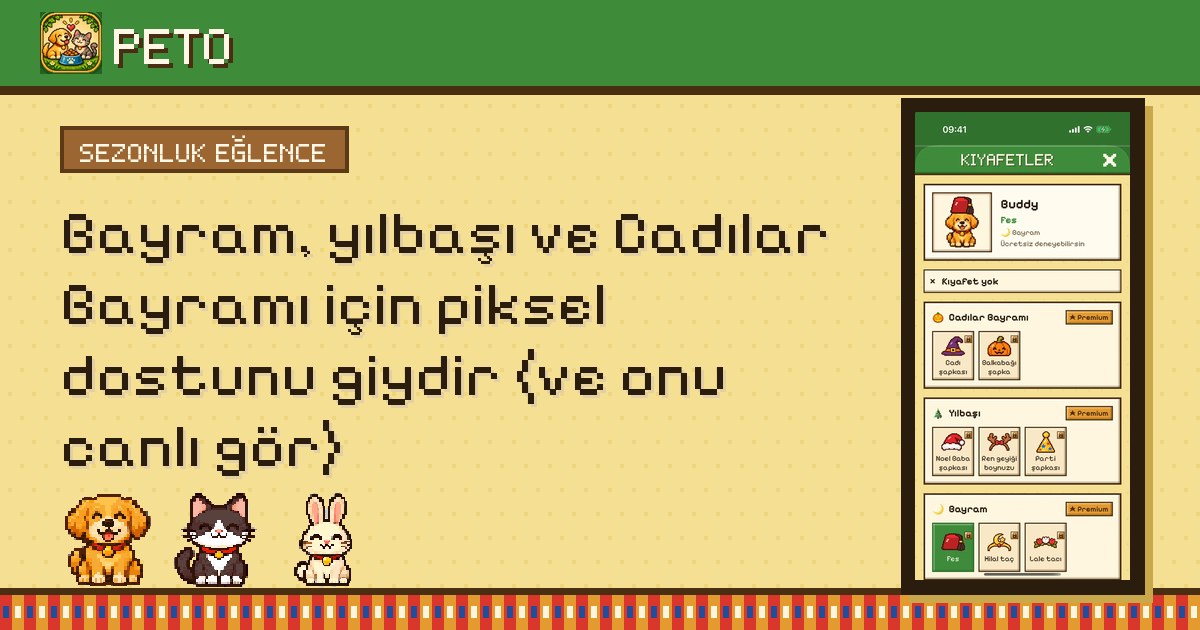 PETO
SEZONLUK EĞLENCE
Bayram, yılbaşı ve Cadılar
Bayramı için piksel
dostunu giydir (ve onu
canlı gör)
09:41
KIYAFETLER
Buddy
Fes
Bayram
Ücretsiz deneyebilirsin
× Kıyafet yok
Cadılar Bayramı
★ Premium
Cadı şapkası
Balkabağı şapka
Yılbaşı
★ Premium
Noel Baba şapkası
Ren geyiği boynuzu
Parti şapkası
Bayram
★ Premium
Fes
Hilal taç
Lale tacı